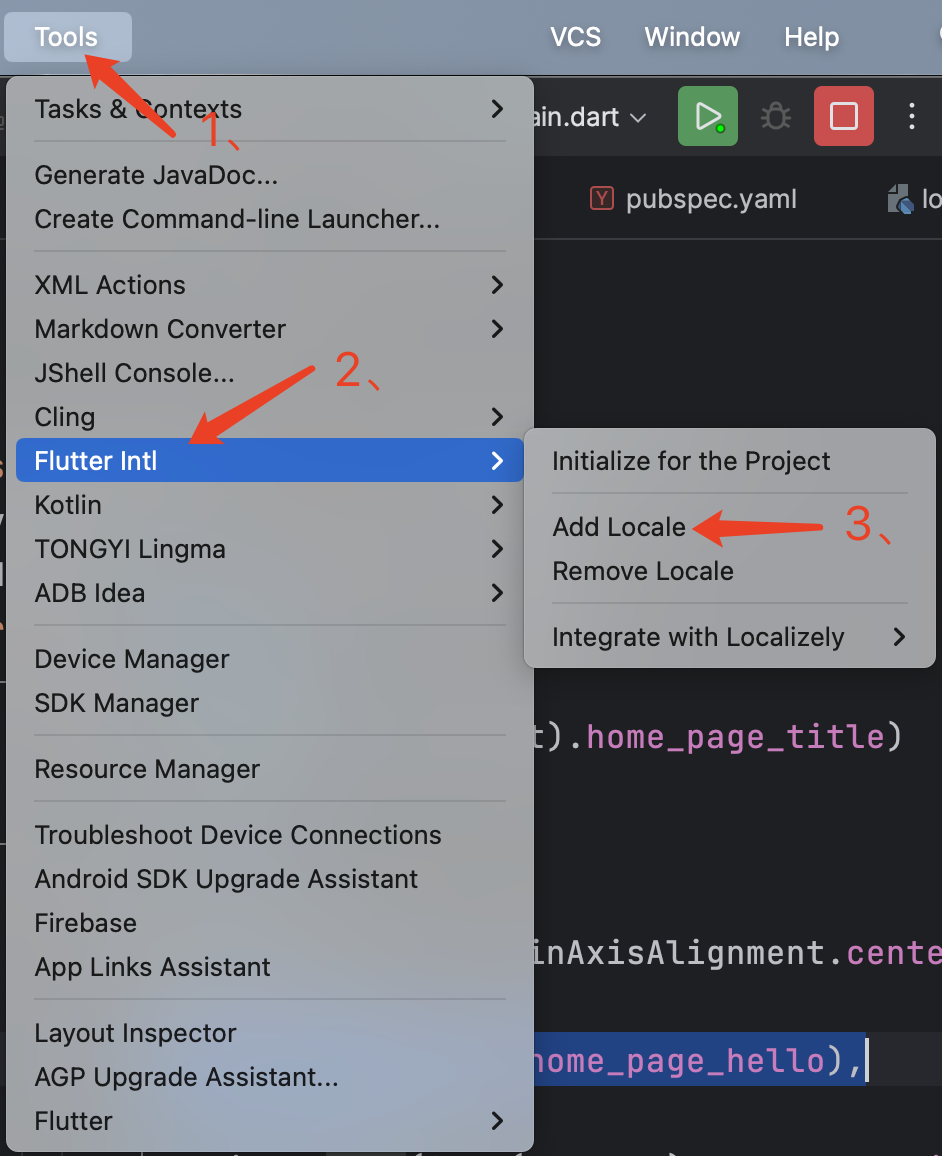 Tools VCS Window Help
Tasks & Contexts
1、
main.dart
Generate JavaDoc...
pubspec.yaml
Create Command-line Launcher...
XML Actions
Markdown Converter
JShell Console...
2、
Cling
Flutter Intl
Initialize for the Project
Kotlin
Add Locale
3、
TONGYI Lingma
Remove Locale
ADB Idea
Integrate with Localizely
Device Manager
SDK Manager
t).home_page_title)
Resource Manager
Troubleshoot Device Connections
Android SDK Upgrade Assistant
Firebase
inAxisAlignment.cente
App Links Assistant
Layout Inspector
home_page_hello),
AGP Upgrade Assistant...
Flutter